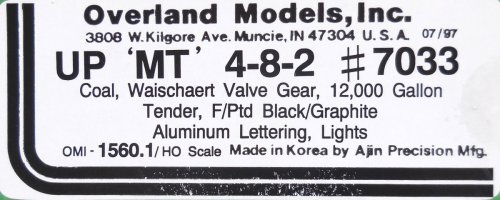 Overland Models, Inc.
3808 W. Kilgore Ave. Muncie, IN 47304 U.S.A. 07/97
UP 'MT' 4-8-2 #7033
Coal, Waischaert Valve Gear, 12,000 Gallon
Tender, F/Ptd Black/Graphite
Aluminum Lettering, Lights
OMI - 1560.1/ HO Scale Made in Korea by Ajin Precision Mfg.